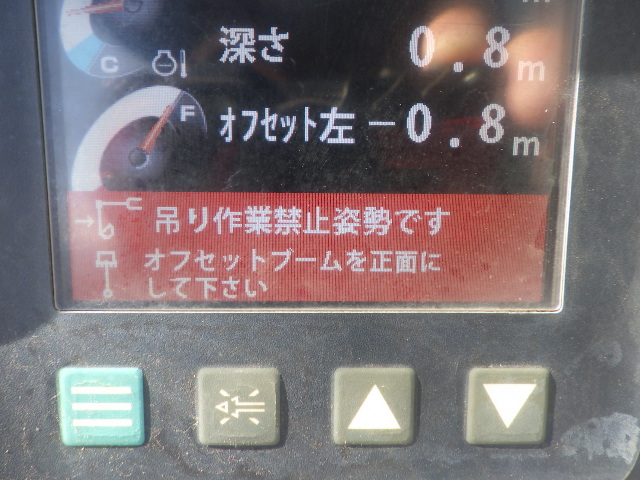 深さ 0.8m
C
F
オフセット左 -0.8m
吊り作業禁止姿勢です
オフセットブームを正面に
して下さい